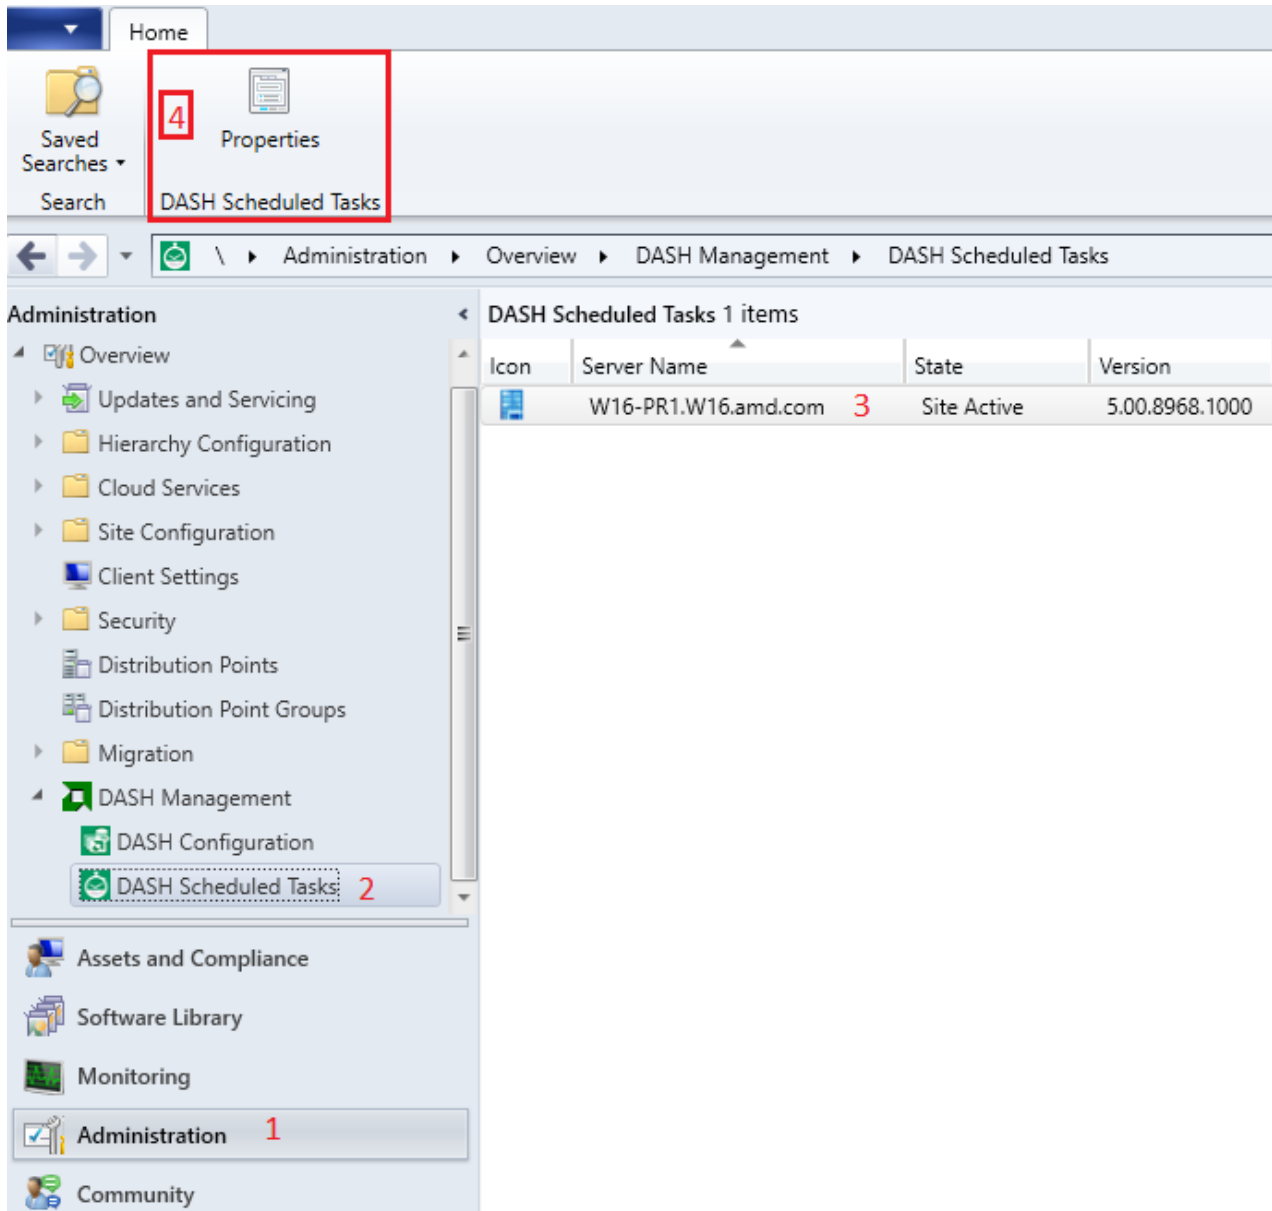 Home
4
Saved
Searches
Properties
Search
DASH Scheduled Tasks
\ Administration Overview DASH Management DASH Scheduled Tasks
Administration
Overview
Updates and Servicing
Hierarchy Configuration
Cloud Services
Site Configuration
Client Settings
Security
Distribution Points
Distribution Point Groups
Migration
DASH Management
DASH Configuration
DASH Scheduled Tasks 2
Assets and Compliance
Software Library
Monitoring
Administration 1
Community
DASH Scheduled Tasks 1 items
Icon Server Name State Version
W16-PR1.W16.amd.com 3 Site Active 5.00.8968.1000